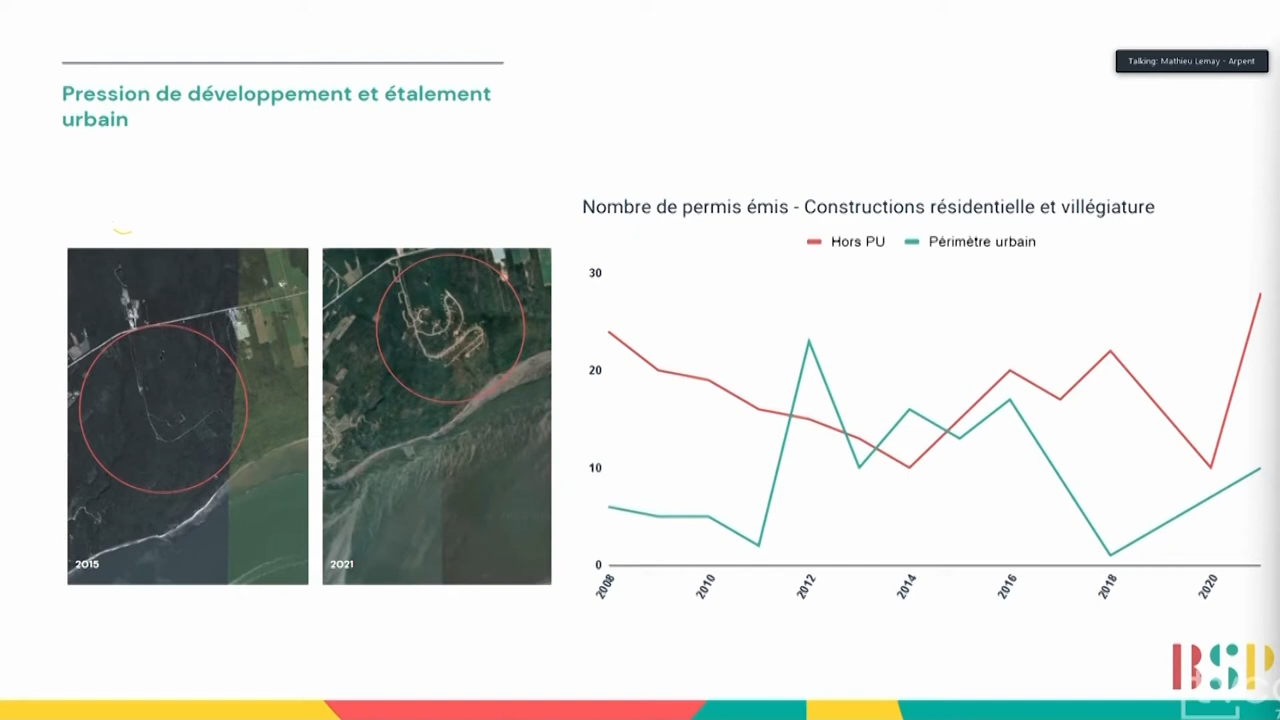 Talking: Mathieu Lemay - Arpent
Pression de développement et étalement
urbain
Nombre de permis émis - Constructions résidentielle et villégiature
Hors PU
Périmètre urbain
30
20
10
0
2008
2010
2012
2014
2016
2018
2020
2015
2021
BSP